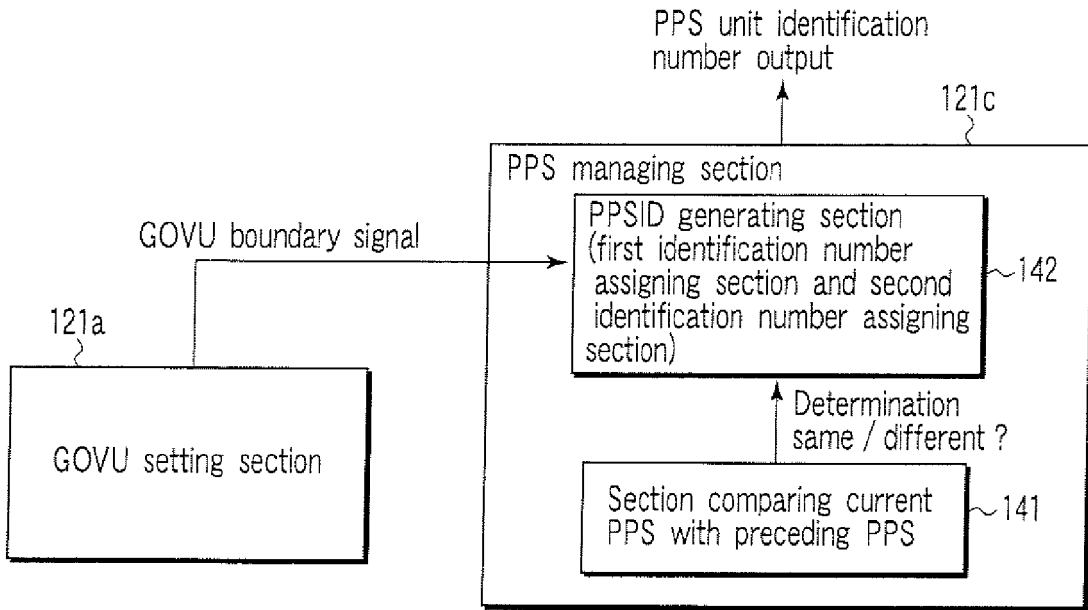 PPS unit identification
number output
121c
PPS managing section
PPSID generating section
(first identification number
assigning section and second
identification number assigning
section)
142
GOVU boundary signal
121a
GOVU setting section
Determination
same / different ?
Section comparing current
PPS with preceding PPS
141